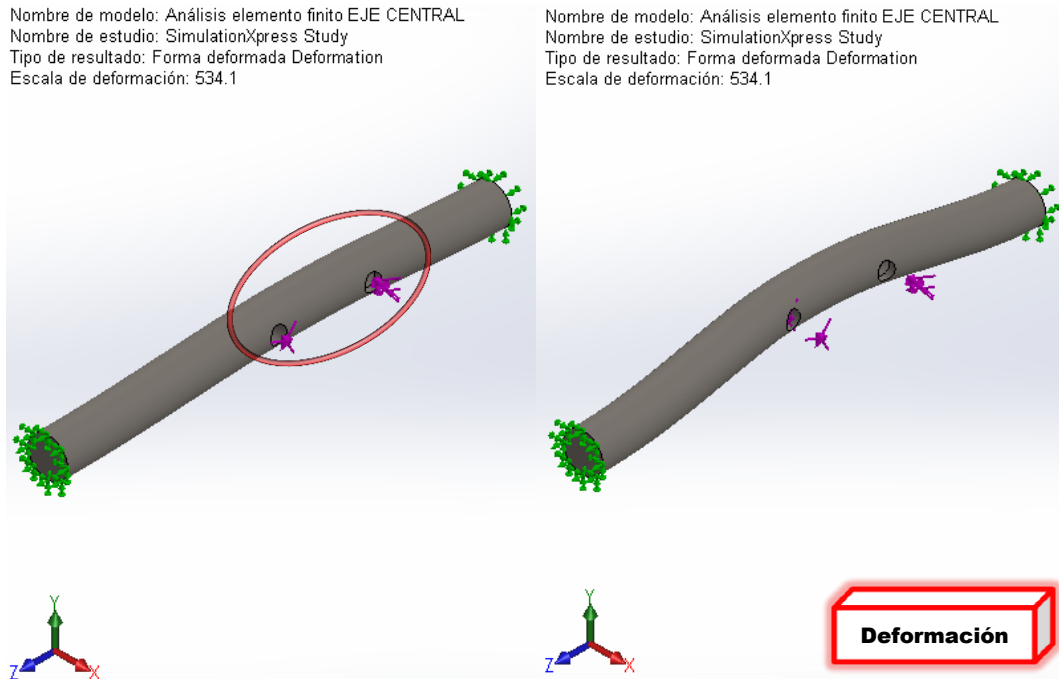 Nombre de modelo: Análisis elemento finito EJE CENTRAL
Nombre de estudio: SimulationXpress Study
Tipo de resultado: Forma deformada Deformation
Escala de deformación: 534.1
Nombre de modelo: Análisis elemento finito EJE CENTRAL
Nombre de estudio: SimulationXpress Study
Tipo de resultado: Forma deformada Deformation
Escala de deformación: 534.1
Y
Z
X
Y
Z
X
Deformación